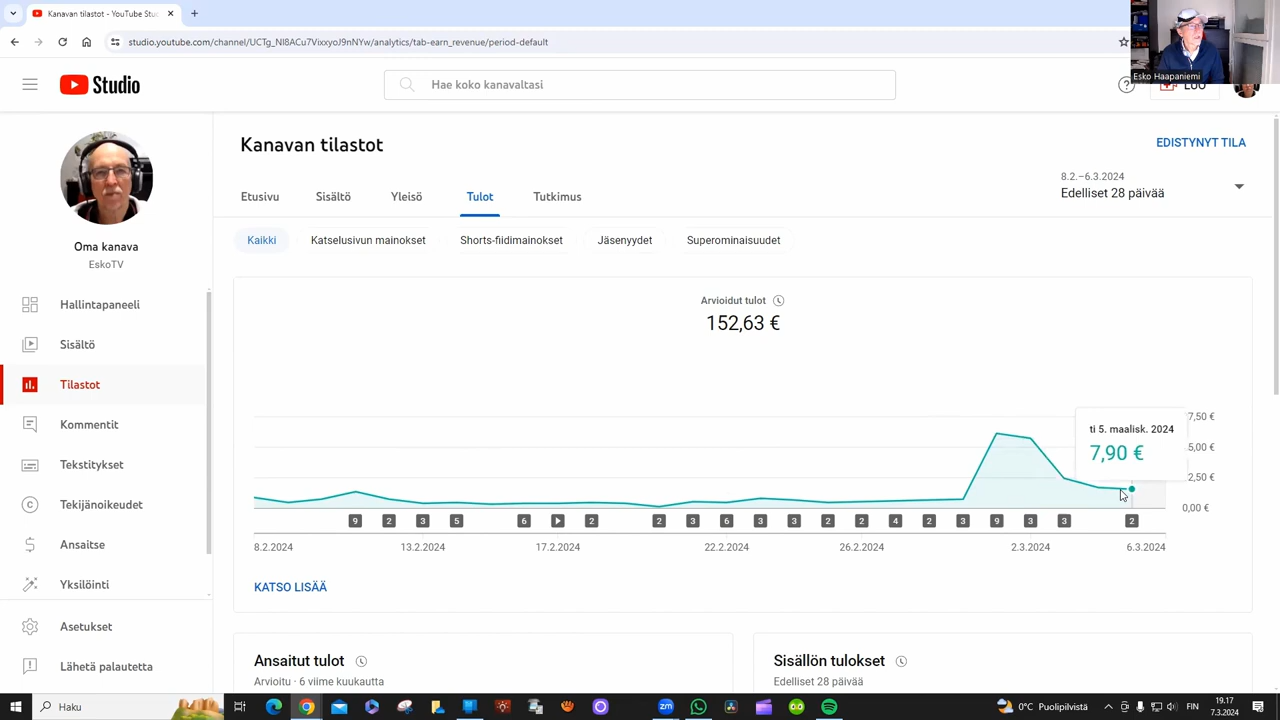 Kanavan tilastot - YouTube Stu
studio.youtube.com/channel/UCTg_NI8ACu7VixxyoJ9nNYw/analytics/tab-earn_revenue/period-default
Esko Haapaniemi
Studio
Hae koko kanavaltasi
LUO
Kanavan tilastot
EDISTYNYT TILA
8.2.–6.3.2024
Edelliset 28 päivää
Etusivu Sisältö Yleisö Tulot Tutkimus
Kaikki Katselusivun mainokset Shorts-fiidimainokset Jäsenyydet Superominaisuudet
Oma kanava
EskoTV
Hallintapaneeli
Sisältö
Tilastot
Kommentit
Tekstitykset
Tekijänoikeudet
Ansaitse
Yksilöinti
Asetukset
Lähetä palautetta
Arvioidut tulot
152,63 €
7,50 €
5,00 €
2,50 €
0,00 €
ti 5. maalisk. 2024
7,90 €
9 2 3 5 6 2 2 3 6 3 3 2 2 4 2 3 9 3 3 2
8.2.2024 13.2.2024 17.2.2024 22.2.2024 26.2.2024 2.3.2024 6.3.2024
KATSO LISÄÄ
Ansaitut tulot
Arvioitu · 6 viime kuukautta
Sisällön tulokset
Edelliset 28 päivää
Haku
zm
0°C Puolipilvistä
FIN
19.17
7.3.2024